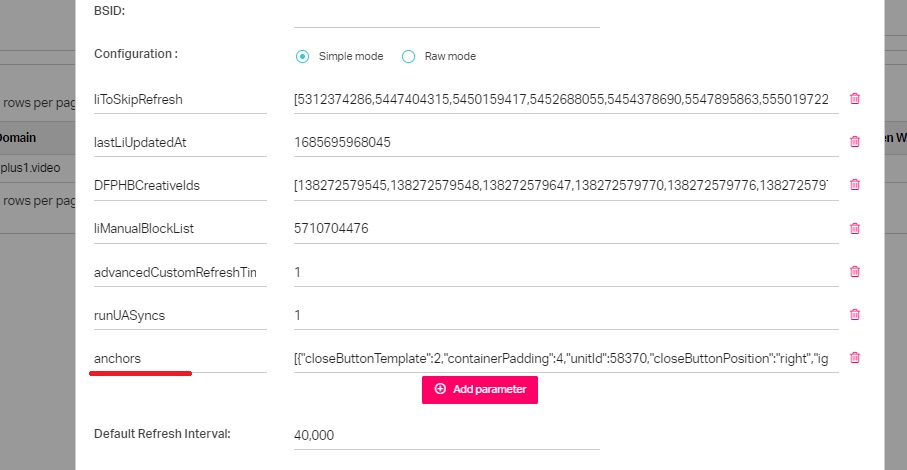 BSID:
Configuration : Simple mode Raw mode
rows per pag liToSkipRefresh [5312374286,5447404315,5450159417,5452688055,5454378690,5547895863,555019722
omain lastLiUpdatedAt 1685695968045 en W
plus1.video DFPHBCreativeIds [138272579545,138272579548,138272579647,138272579770,138272579776,13827257
rows per pag
liManualBlockList 5710704476
advancedCustomRefreshTin 1
runUASyncs 1
anchors [{"closeButtonTemplate":2,"containerPadding":4,"unitId":58370,"closeButtonPosition":"right","ig
Add parameter
Default Refresh Interval: 40,000